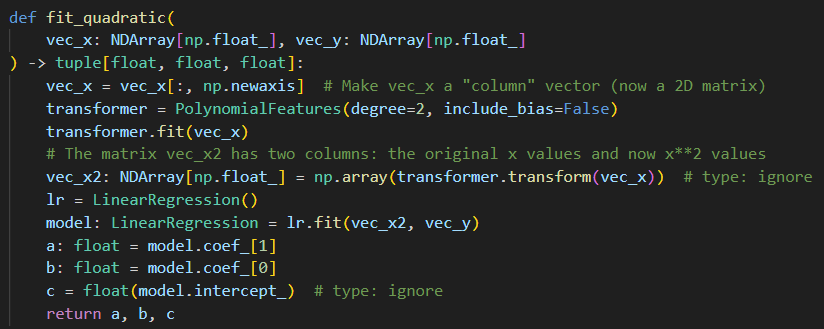 def fit_quadratic(
    vec_x: NDArray[np.float_], vec_y: NDArray[np.float_]
) -> tuple[float, float, float]:
    vec_x = vec_x[:, np.newaxis]  # Make vec_x a "column" vector (now a 2D matrix)
    transformer = PolynomialFeatures(degree=2, include_bias=False)
    transformer.fit(vec_x)
    # The matrix vec_x2 has two columns: the original x values and now x**2 values
    vec_x2: NDArray[np.float_] = np.array(transformer.transform(vec_x))  # type: ignore
    lr = LinearRegression()
    model: LinearRegression = lr.fit(vec_x2, vec_y)
    a: float = model.coef_[1]
    b: float = model.coef_[0]
    c = float(model.intercept_)  # type: ignore
    return a, b, c